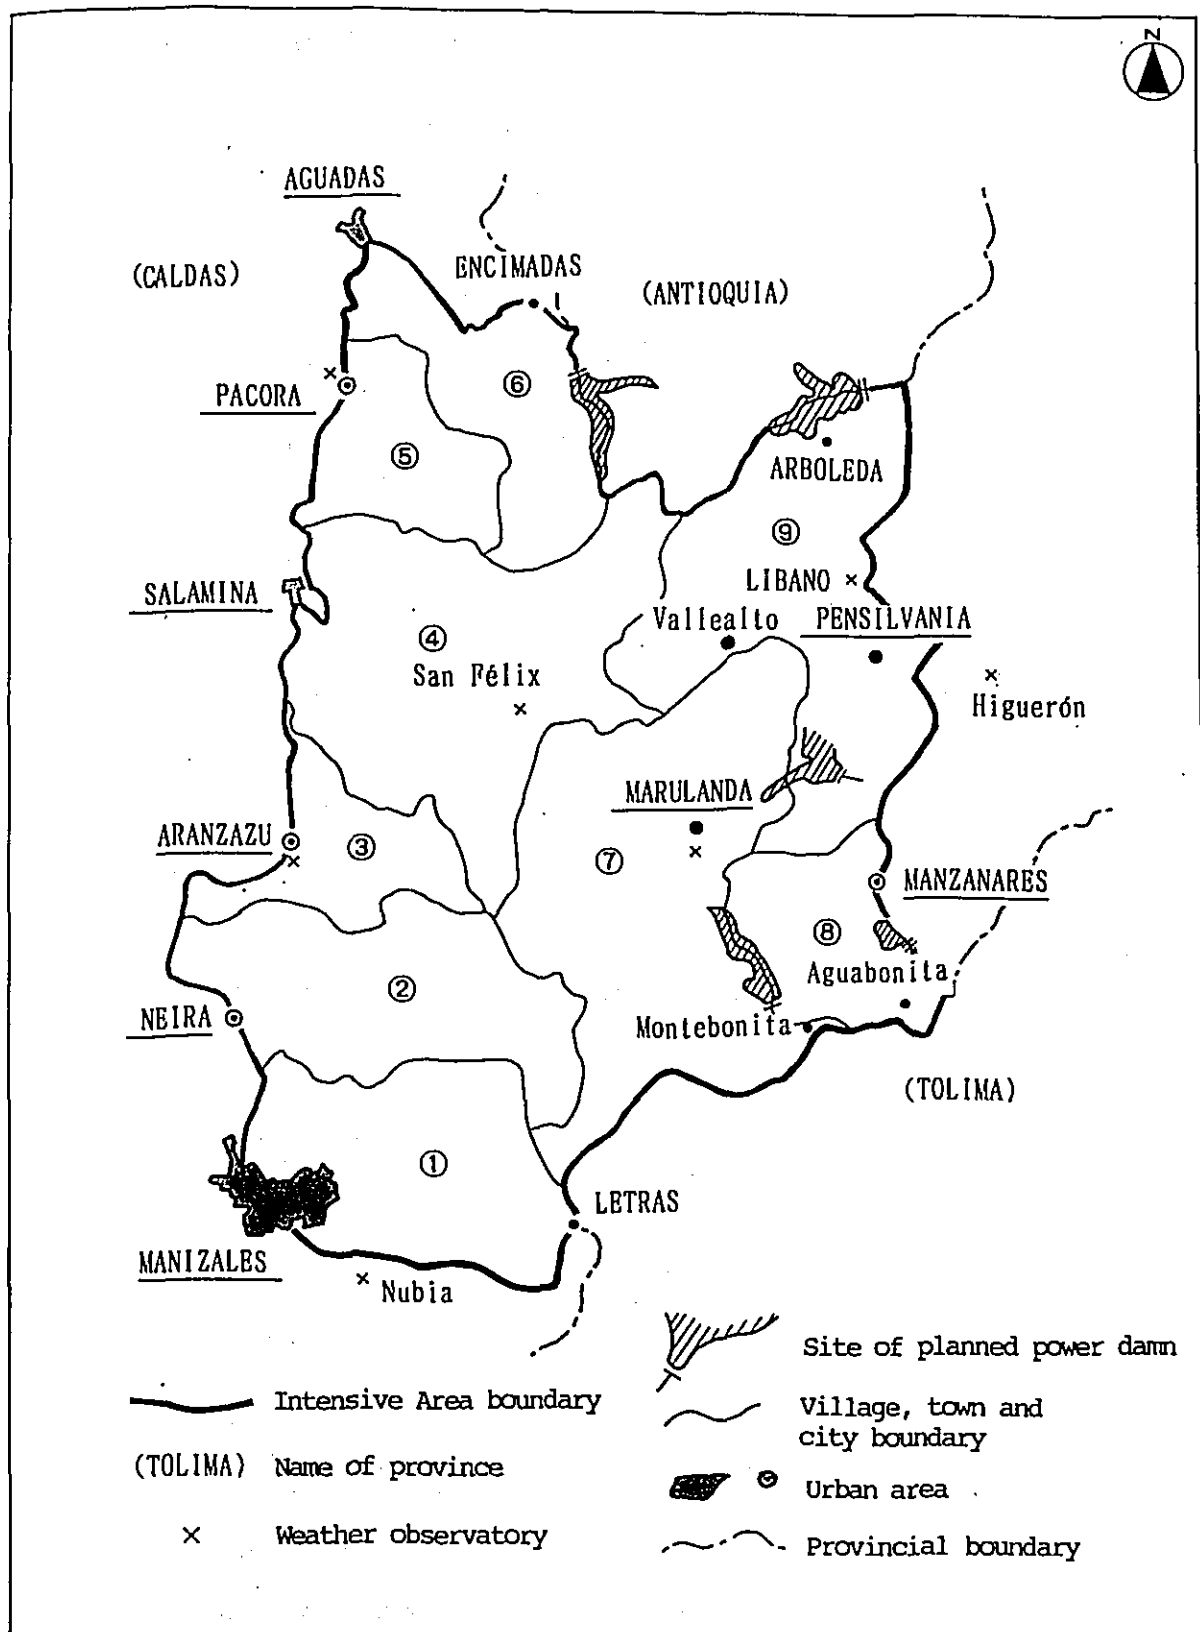 N
AGUADAS
(CALDAS)
ENCIMADAS
(ANTIOQUIA)
PACORA
⑥
⑤
ARBOLEDA
⑨
LIBANO ×
SALAMINA
Vallealto
PENSILVANIA
④
San Félix
×
× Higuerón
MARULANDA
×
ARANZAZU
×
③
⑦
MANZANARES
⑧
②
Aguabonita
NEIRA
Montebonita
(TOLIMA)
①
LETRAS
MANIZALES
× Nubia
Intensive Area boundary
(TOLIMA) Name of province
× Weather observatory
Site of planned power damn
Village, town and
city boundary
Urban area
Provincial boundary